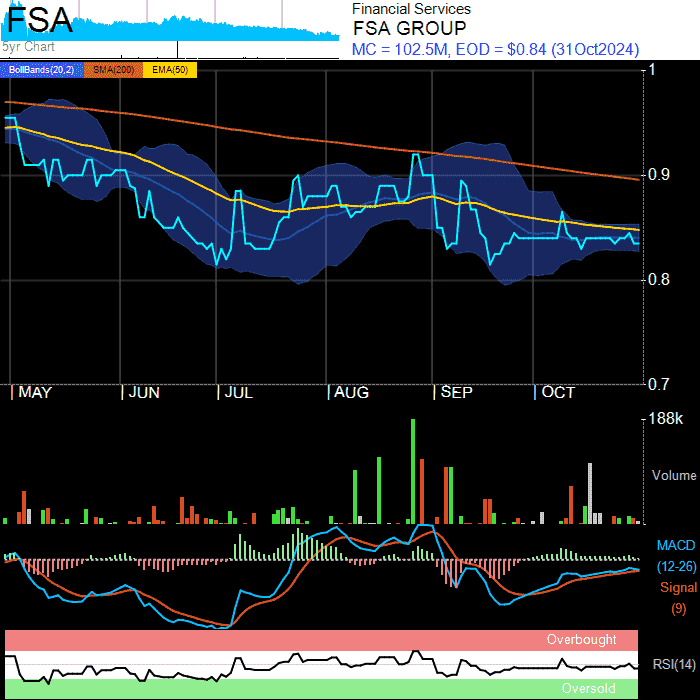 FSA
5yr Chart
Financial Services
FSA GROUP
MC = 102.5M, EOD = $0.84 (31Oct2024)
BollBands(20,2) SMA(200) EMA(50)
1
0.9
0.8
0.7
MAY JUN JUL AUG SEP OCT
188k
Volume
MACD
(12-26)
Signal
(9)
Overbought
RSI(14)
Oversold